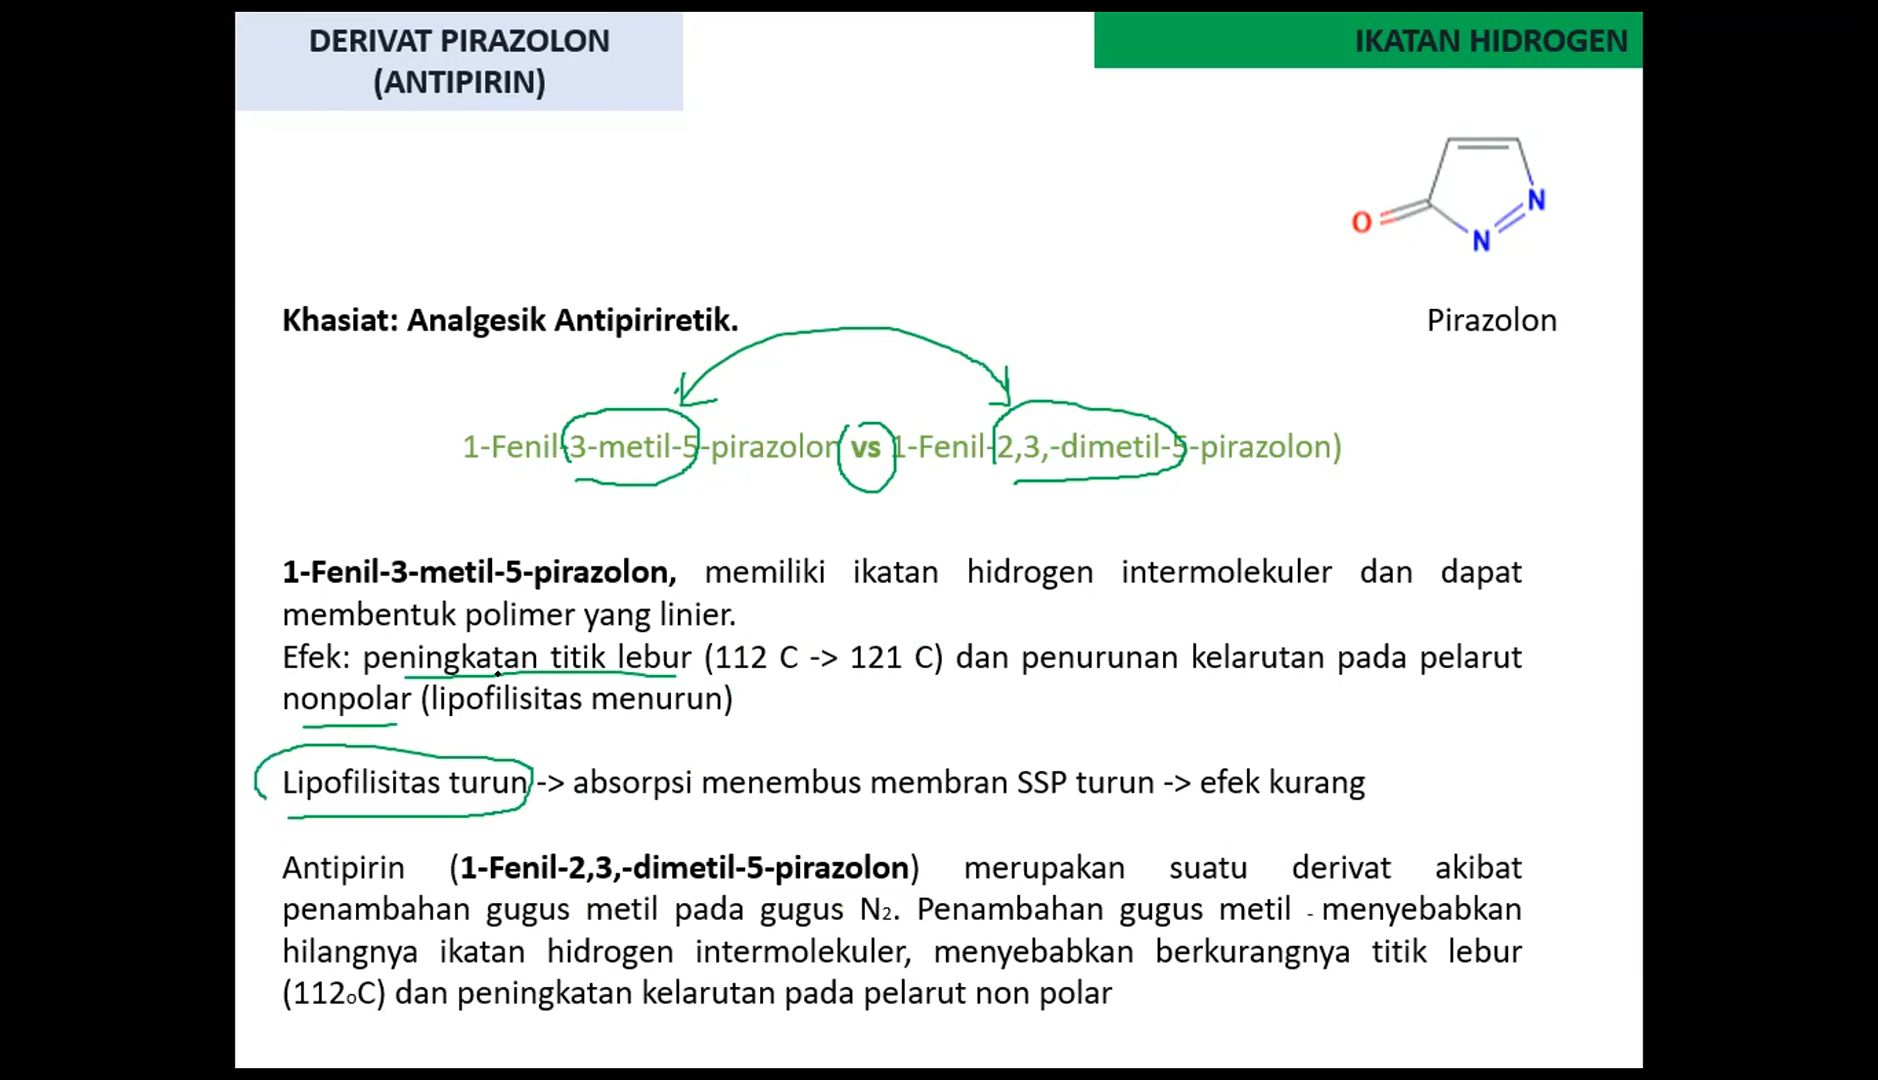 DERIVAT PIRAZOLON
(ANTIPIRIN)
IKATAN HIDROGEN
O
N
N
Khasiat: Analgesik Antipiriretik.
Pirazolon
1-Fenil-3-metil-5-pirazolon vs 1-Fenil-2,3,-dimetil-5-pirazolon)
1-Fenil-3-metil-5-pirazolon, memiliki ikatan hidrogen intermolekuler dan dapat
membentuk polimer yang linier.
Efek: peningkatan titik lebur (112 C -> 121 C) dan penurunan kelarutan pada pelarut
nonpolar (lipofilisitas menurun)
Lipofilisitas turun -> absorpsi menembus membran SSP turun -> efek kurang
Antipirin (1-Fenil-2,3,-dimetil-5-pirazolon) merupakan suatu derivat akibat
penambahan gugus metil pada gugus N₂. Penambahan gugus metil - menyebabkan
hilangnya ikatan hidrogen intermolekuler, menyebabkan berkurangnya titik lebur
(112oC) dan peningkatan kelarutan pada pelarut non polar